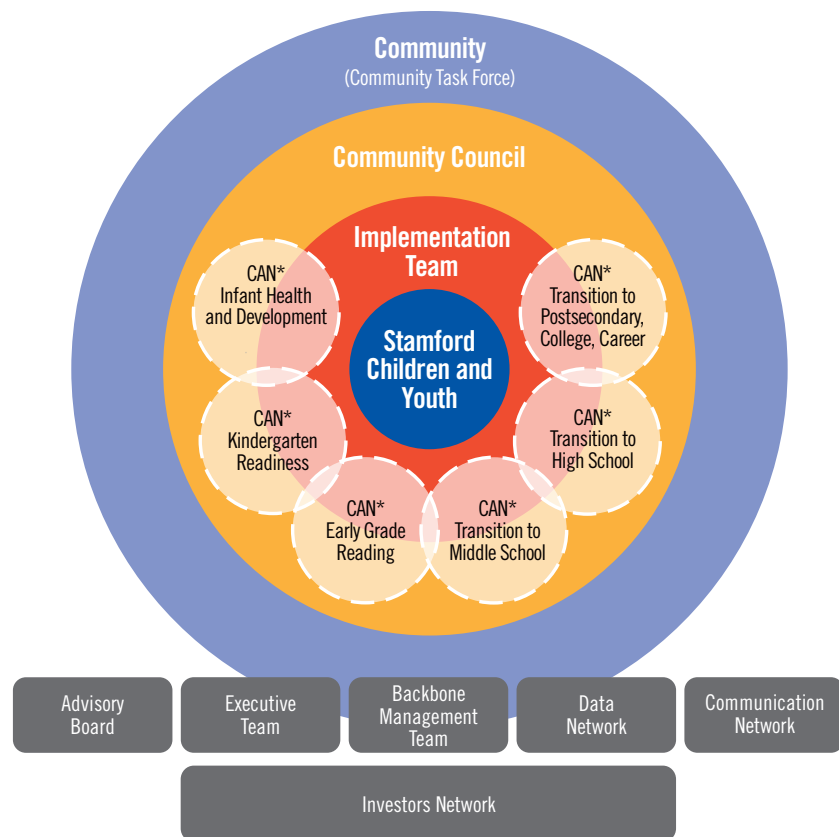 Community
(Community Task Force)
Community Council
Implementation
Team
Stamford
Children and
Youth
CAN*
Infant Health
and Development
CAN*
Kindergarten
Readiness
CAN*
Early Grade
Reading
CAN*
Transition to
Middle School
CAN*
Transition to
High School
CAN*
Transition to
Postsecondary,
College, Career
Advisory
Board
Executive
Team
Backbone
Management
Team
Data
Network
Communication
Network
Investors Network